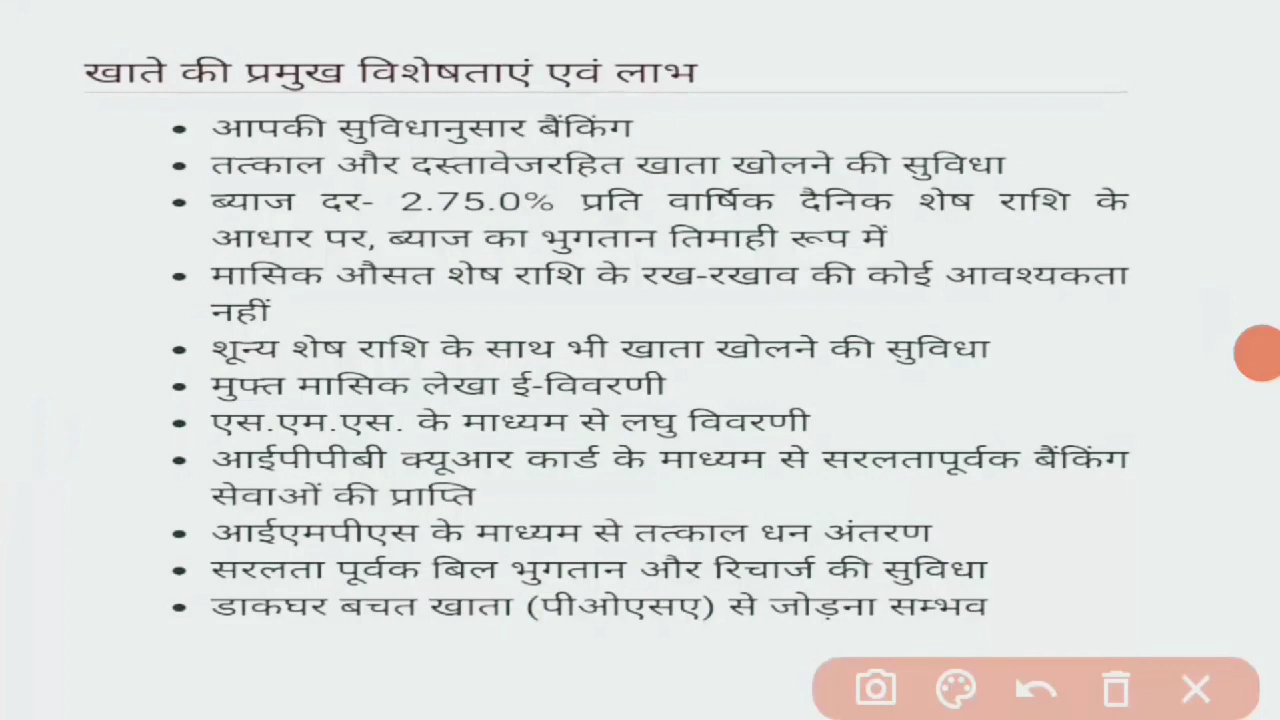 खाते की प्रमुख विशेषताएं एवं लाभ
• आपकी सुविधानुसार बैंकिंग
• तत्काल और दस्तावेजरहित खाता खोलने की सुविधा
• ब्याज दर- 2.75.0% प्रति वार्षिक दैनिक शेष राशि के
आधार पर, ब्याज का भुगतान तिमाही रूप में
• मासिक औसत शेष राशि के रख-रखाव की कोई आवश्यकता
नहीं
• शून्य शेष राशि के साथ भी खाता खोलने की सुविधा
• मुफ्त मासिक लेखा ई-विवरणी
• एस.एम.एस. के माध्यम से लघु विवरणी
• आईपीपीबी क्यूआर कार्ड के माध्यम से सरलतापूर्वक बैंकिंग
सेवाओं की प्राप्ति
• आईएमपीएस के माध्यम से तत्काल धन अंतरण
• सरलता पूर्वक बिल भुगतान और रिचार्ज की सुविधा
• डाकघर बचत खाता (पीओएसए) से जोड़ना सम्भव